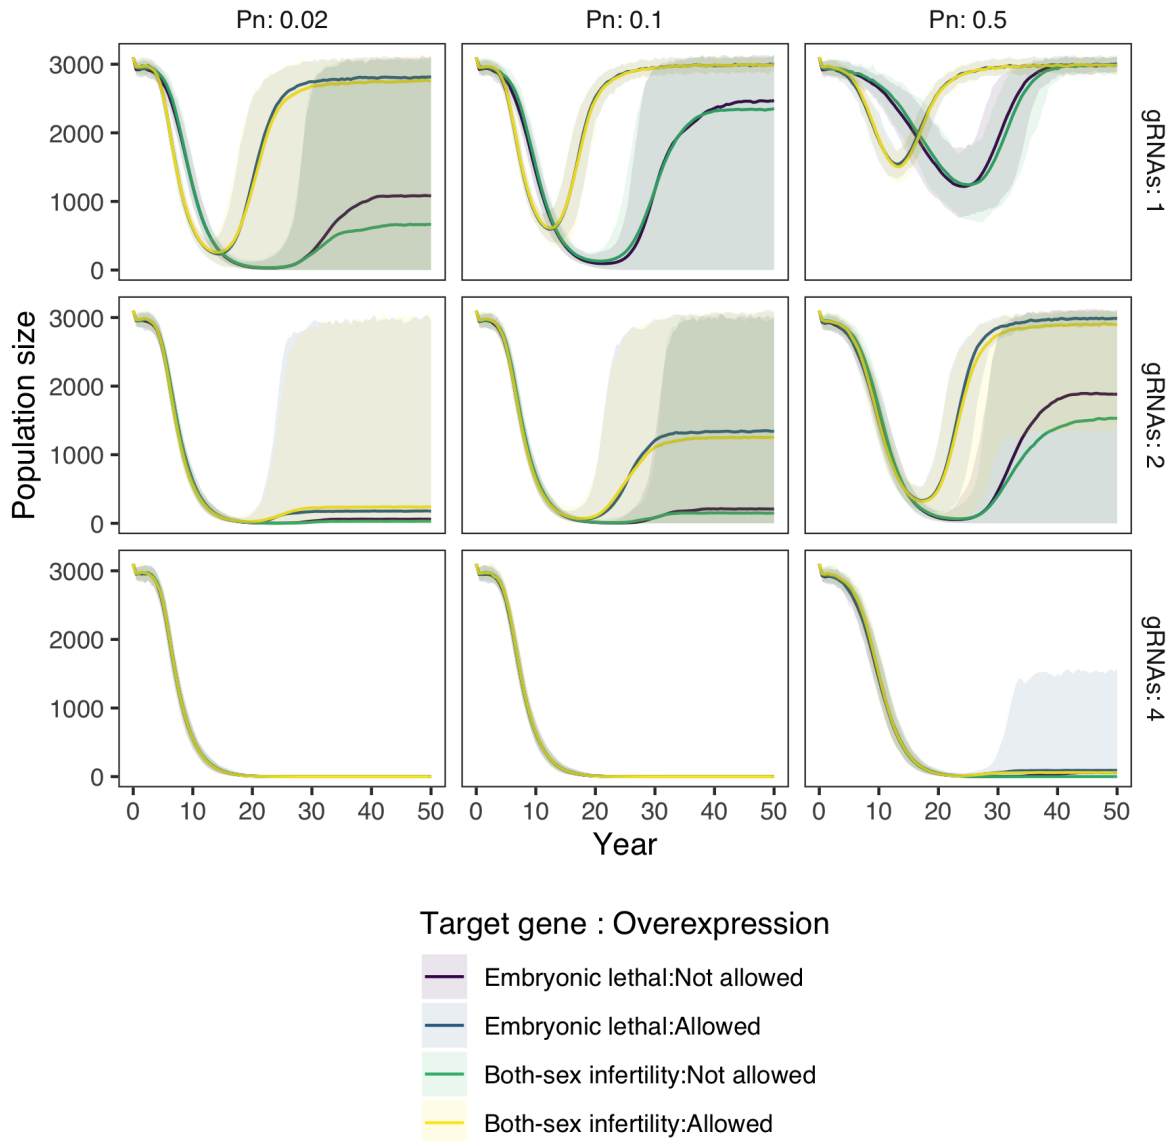 Pn: 0.02 Pn: 0.1 Pn: 0.5
3000
2000
1000
0
gRNAs: 1
Population size
3000
2000
1000
0
gRNAs: 2
3000
2000
1000
0
gRNAs: 4
0 10 20 30 40 50 0 10 20 30 40 50 0 10 20 30 40 50
Year
Target gene : Overexpression
Embryonic lethal:Not allowed
Embryonic lethal:Allowed
Both-sex infertility:Not allowed
Both-sex infertility:Allowed